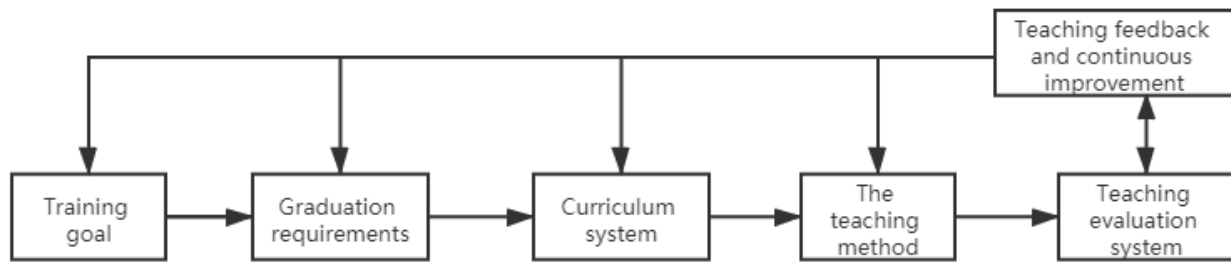 Teaching feedback
and continuous
improvement
Training
goal
Graduation
requirements
Curriculum
system
The
teaching
method
Teaching
evaluation
system